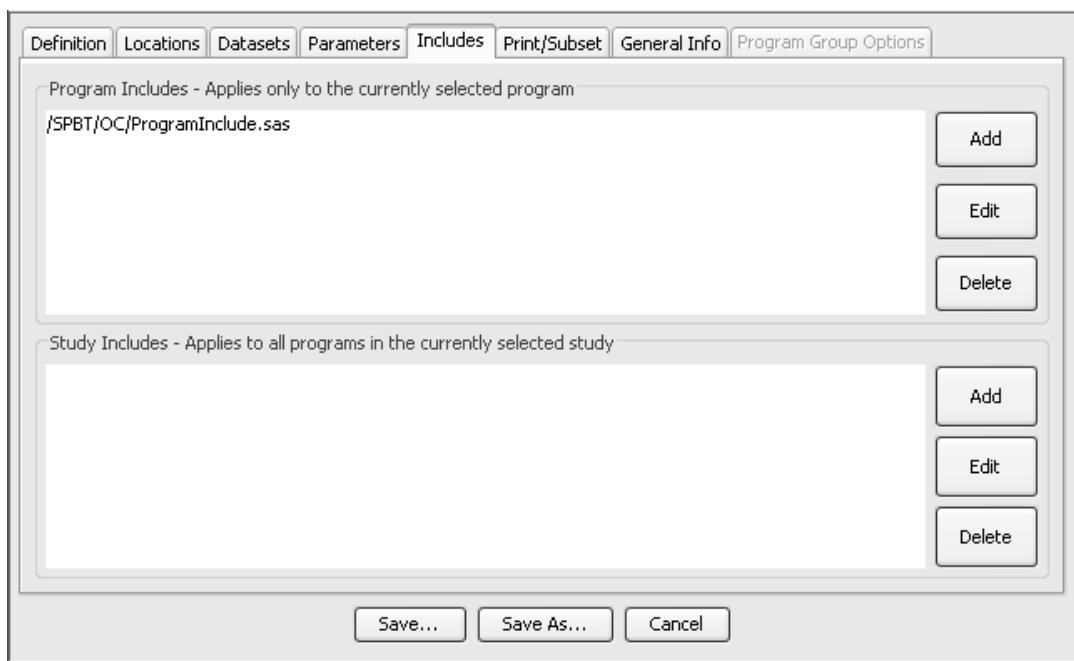 Definition Locations Datasets Parameters Includes Print/Subset General Info Program Group Options
Program Includes - Applies only to the currently selected program
/SPBT/OC/ProgramInclude.sas
Add
Edit
Delete
Study Includes - Applies to all programs in the currently selected study
Add
Edit
Delete
Save... Save As... Cancel